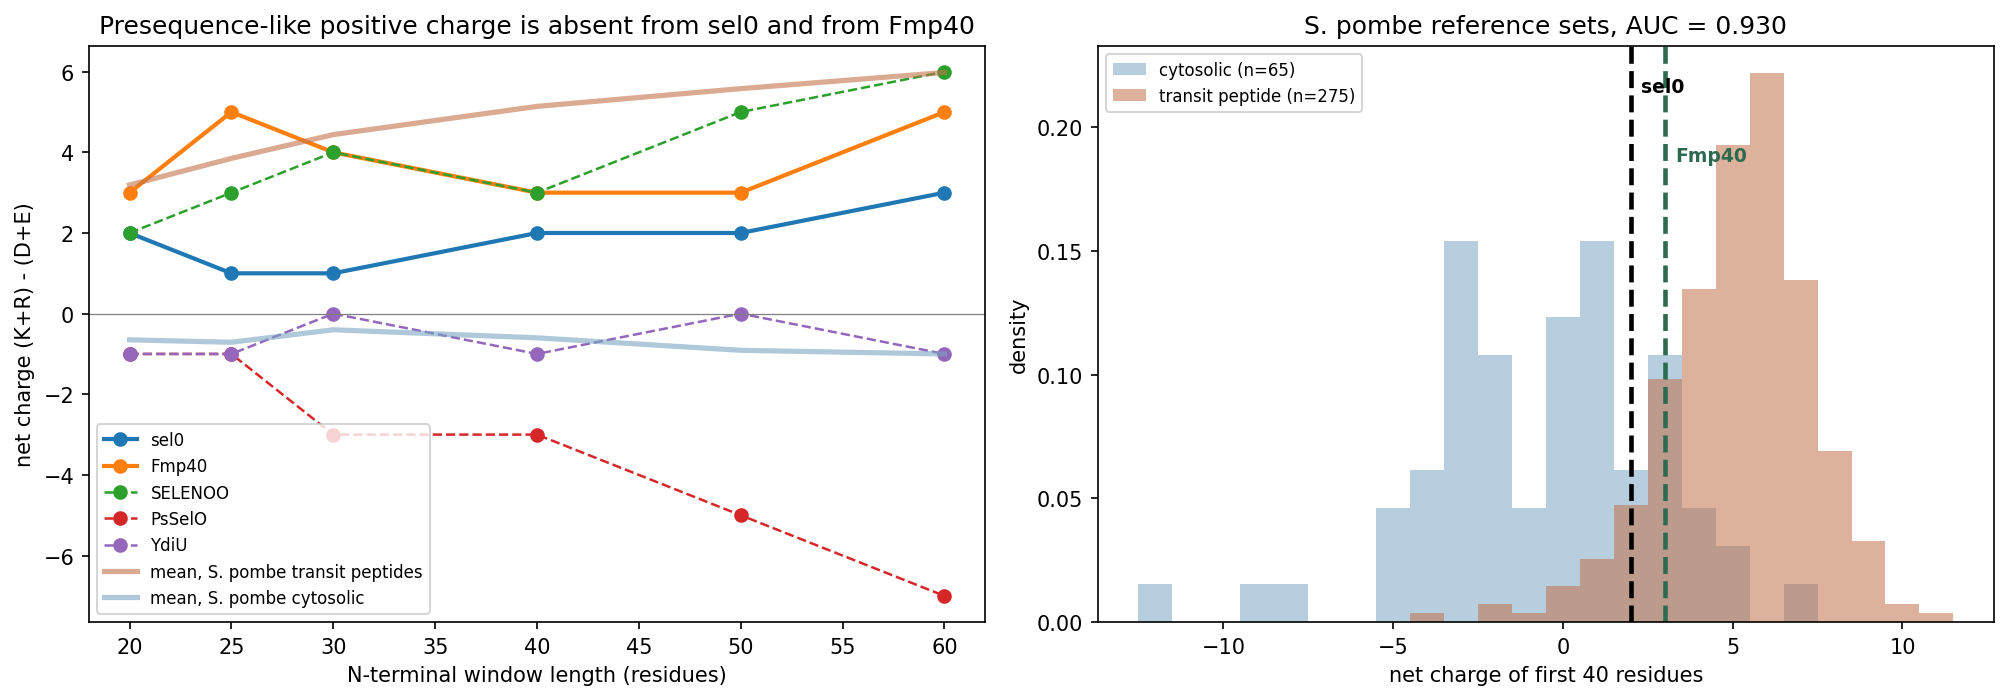 Presequence-like positive charge is absent from sel0 and from Fmp40
net charge (K+R) - (D+E)
6
4
2
0
−2
−4
−6
sel0
Fmp40
SELENOO
PsSelO
YdiU
mean, S. pombe transit peptides
mean, S. pombe cytosolic
20
25
30
35
40
45
50
55
60
N-terminal window length (residues)
S. pombe reference sets, AUC = 0.930
cytosolic (n=65)
transit peptide (n=275)
sel0
Fmp40
density
0.20
0.15
0.10
0.05
0.00
−10
−5
0
5
10
net charge of first 40 residues